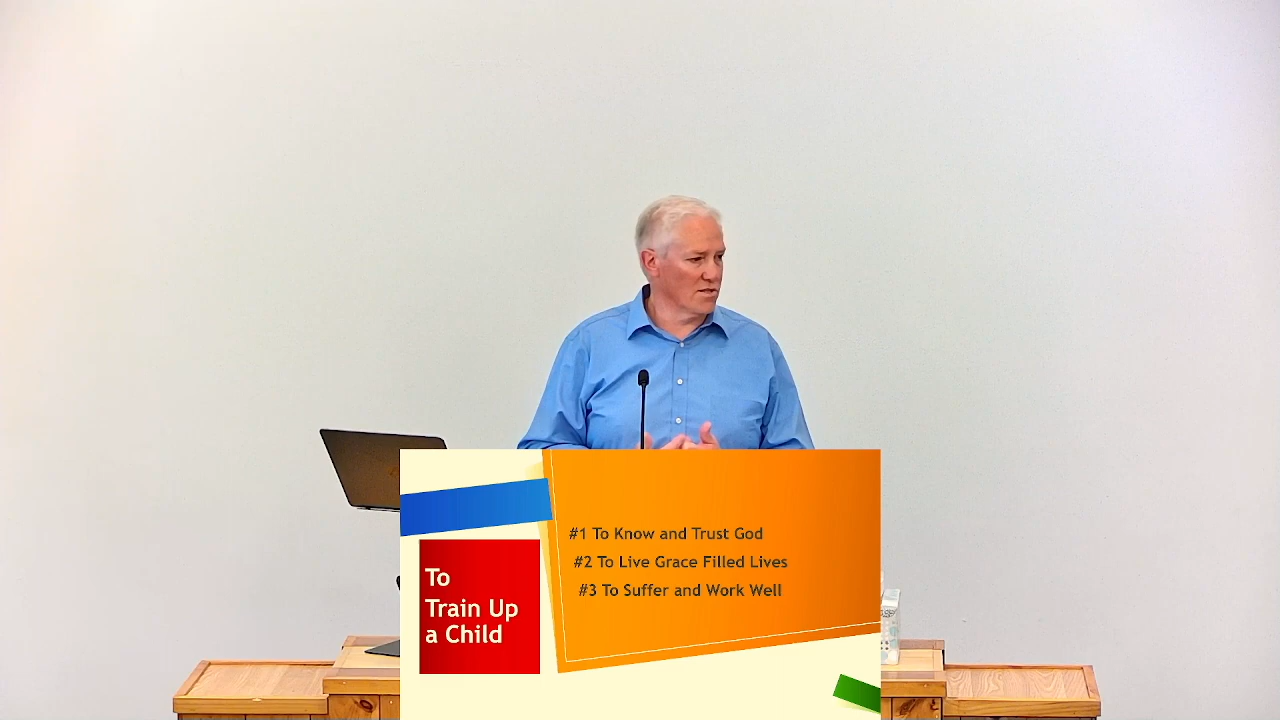 To
Train Up
a Child
#1 To Know and Trust God
#2 To Live Grace Filled Lives
#3 To Suffer and Work Well